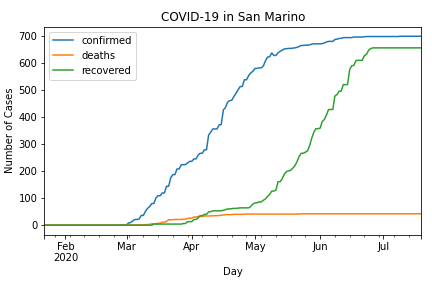 COVID-19 in San Marino
confirmed
deaths
recovered
Number of Cases
700
600
500
400
300
200
100
0
Feb
2020
Mar
Apr
May
Jun
Jul
Day